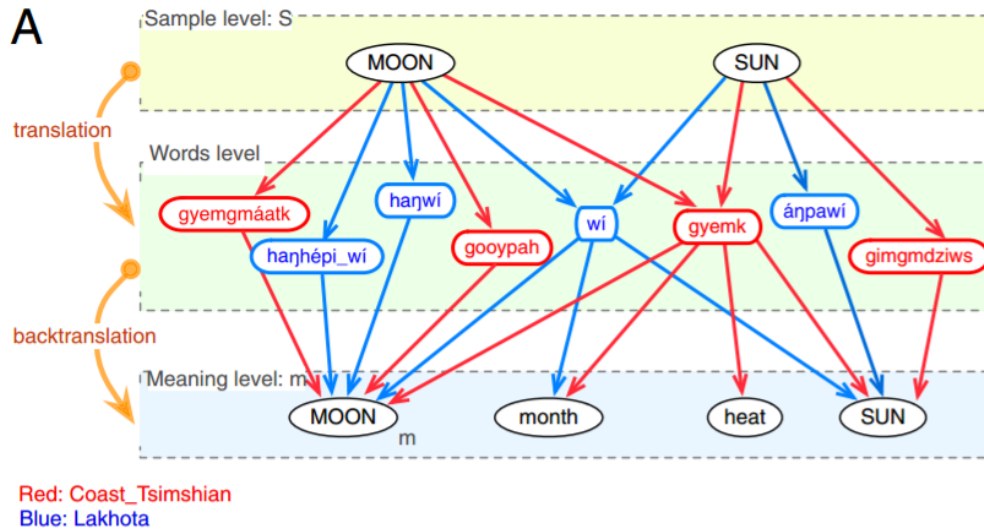 A
Sample level: S
MOON
SUN
translation
Words level
gyemgmáatk
haŋwí
haŋhépi_wí
gooypah
wí
gyemk
áŋpawí
gimgmdziws
backtranslation
Meaning level: m
MOON
month
heat
SUN
m
Red: Coast_Tsimshian
Blue: Lakhota